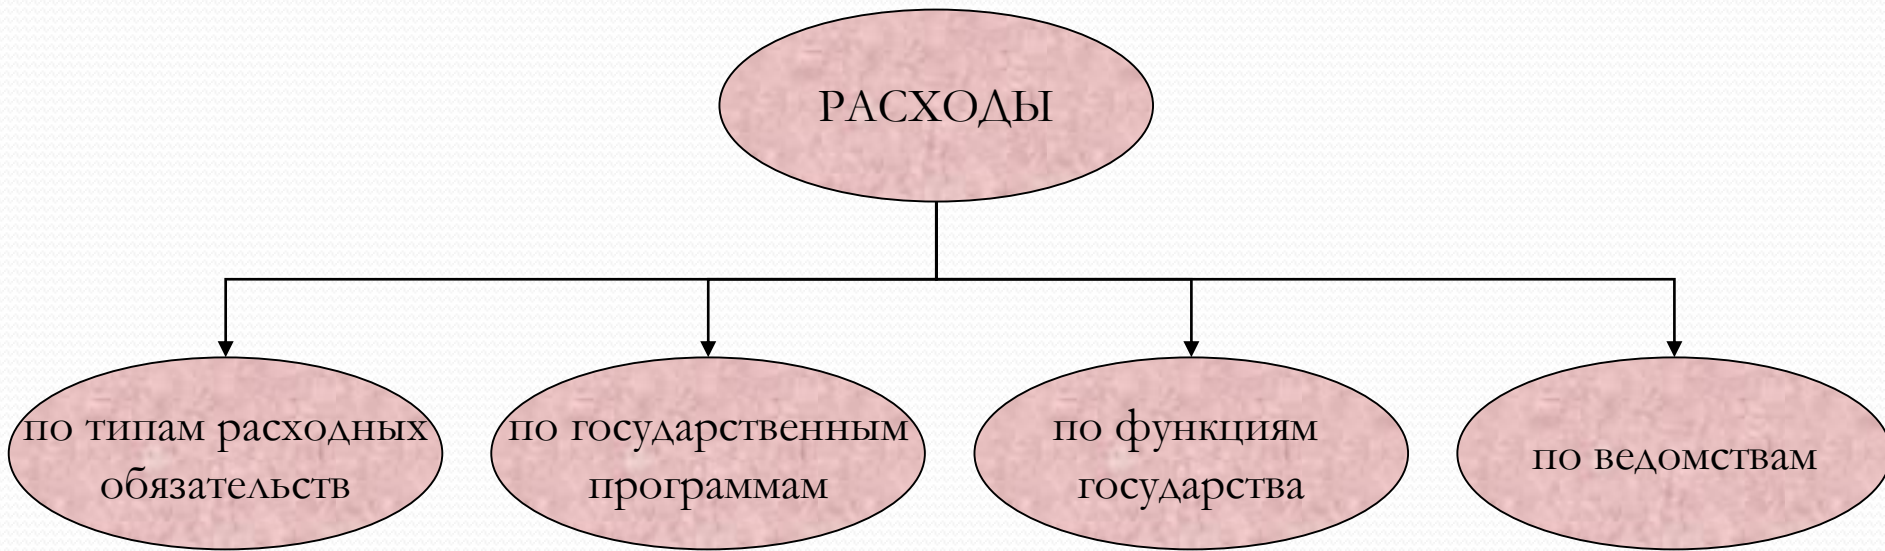 РАСХОДЫ
по типам расходных
обязательств
по государственным
программам
по функциям
государства
по ведомствам